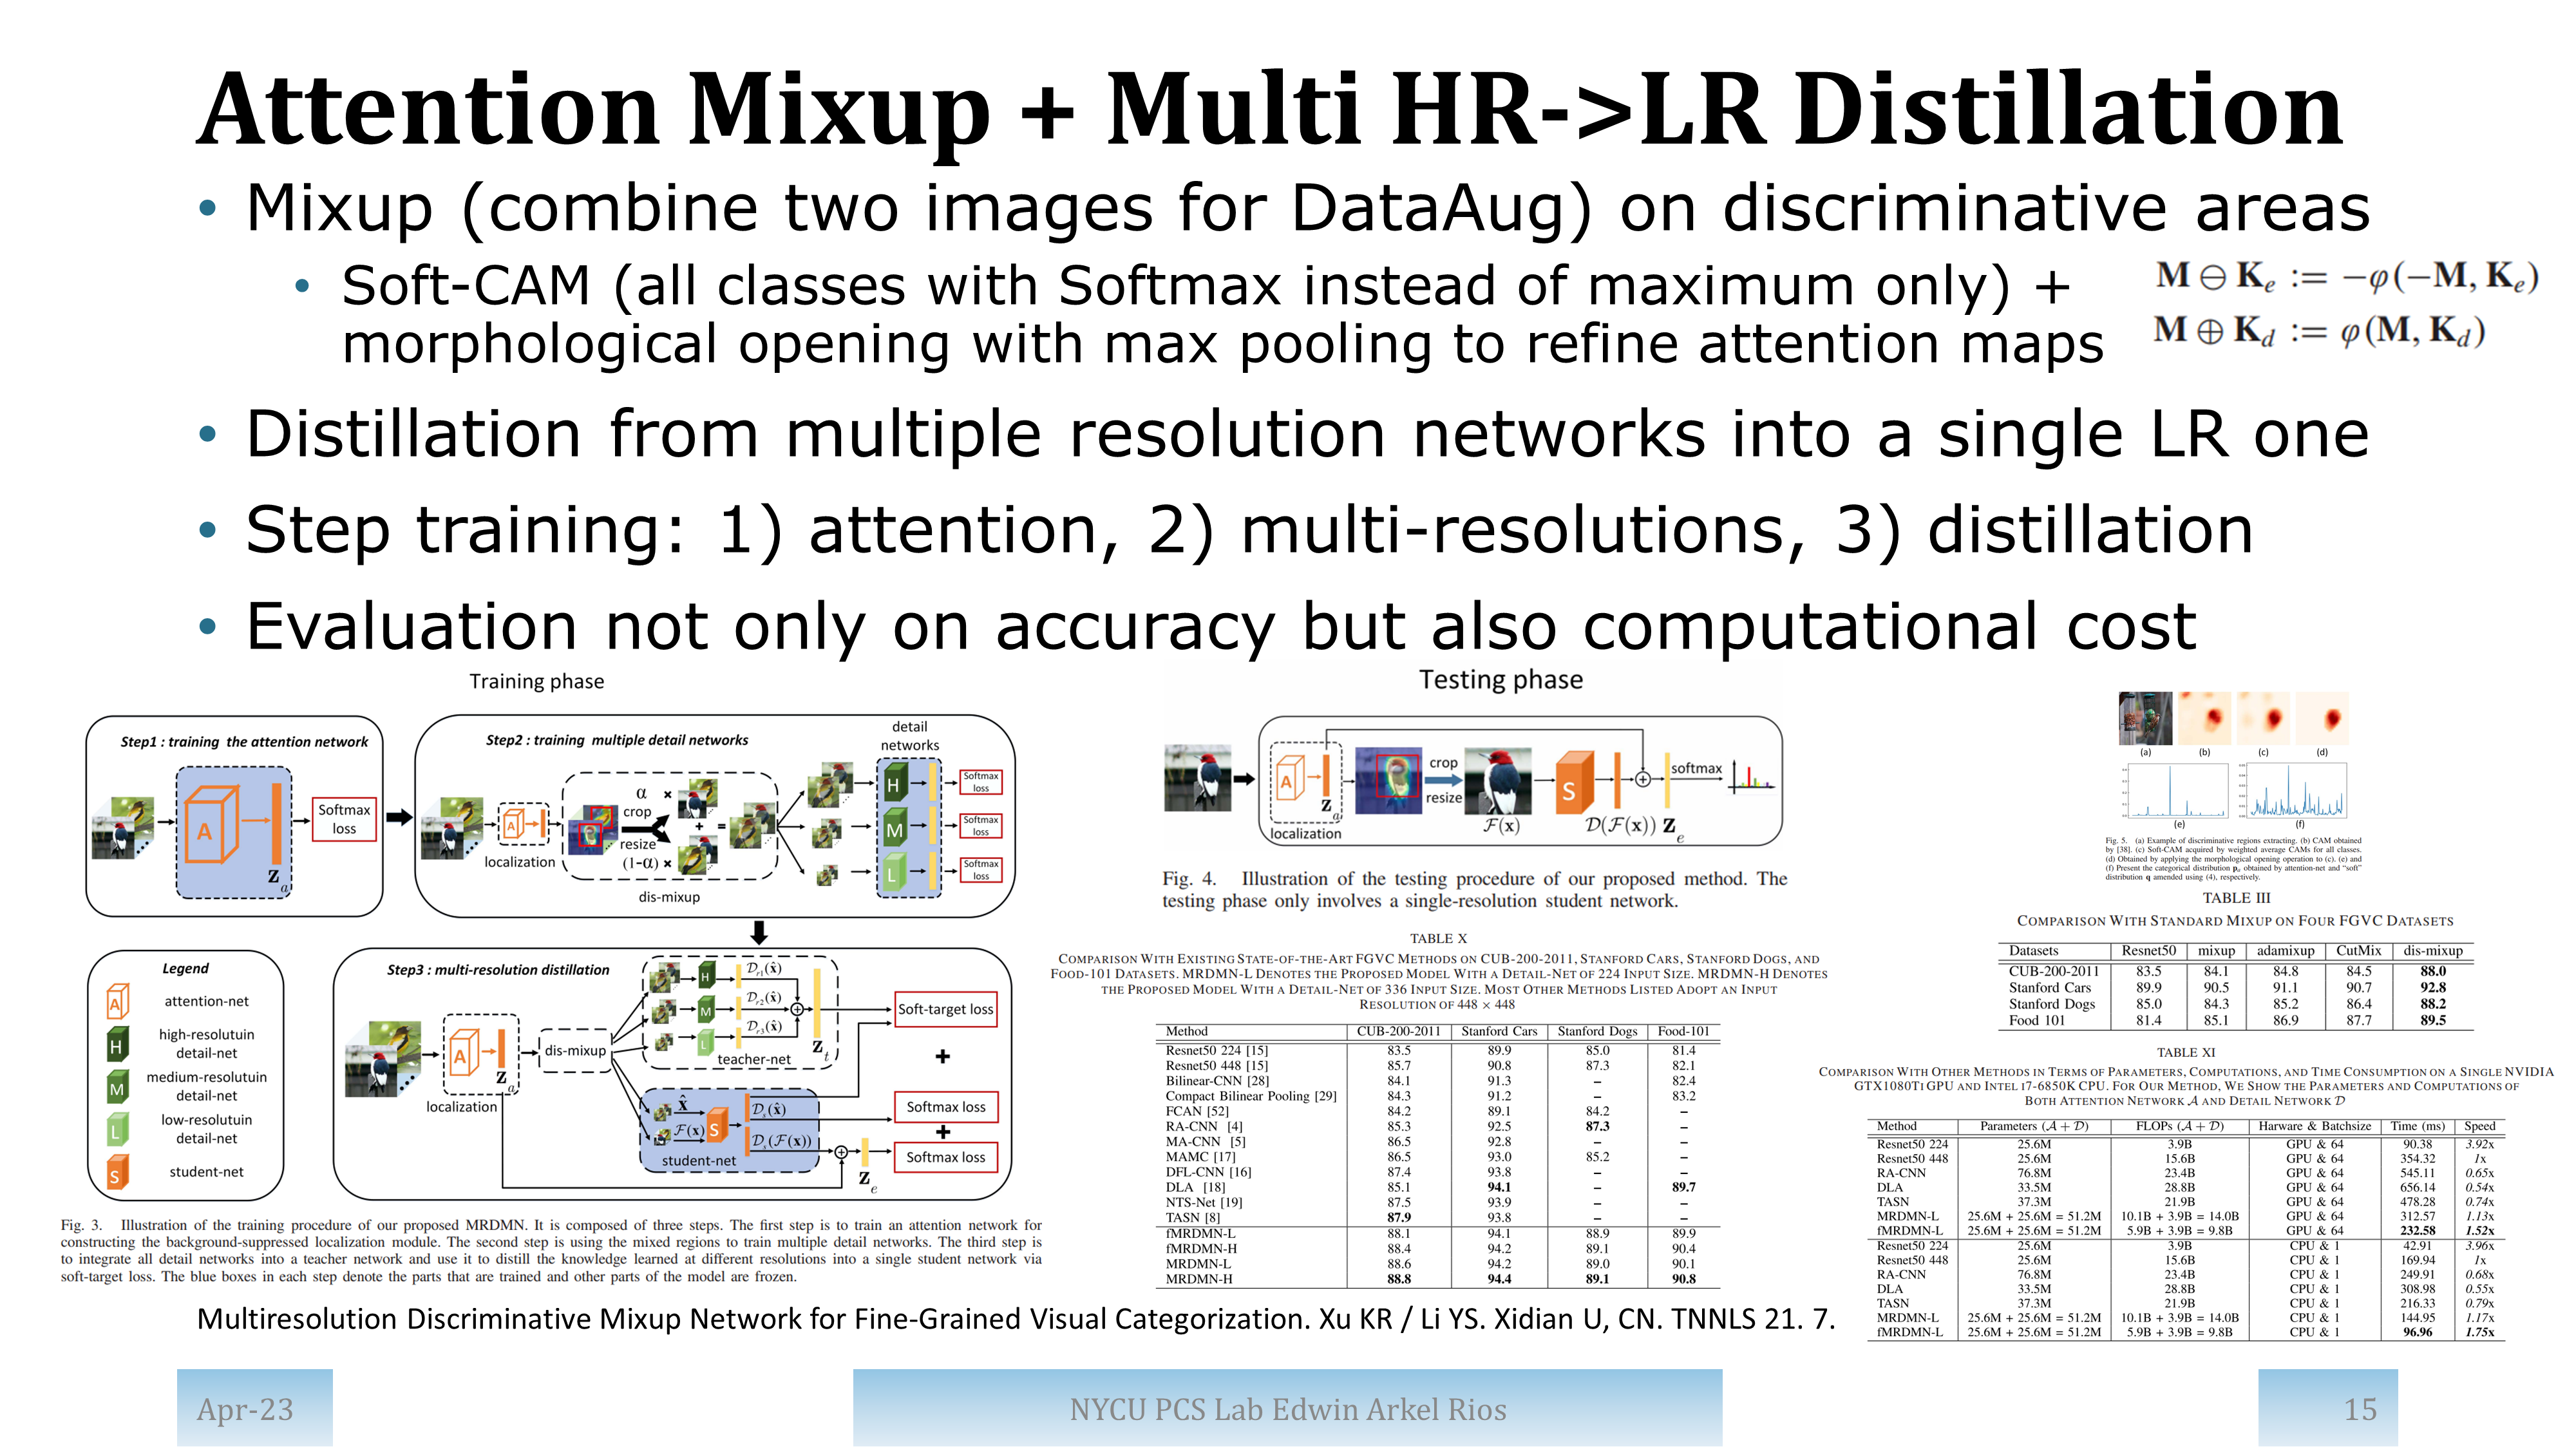 Attention Mixup + Multi HR->LR Distillation
• Mixup (combine two images for DataAug) on discriminative areas
• Soft-CAM (all classes with Softmax instead of maximum only) +
morphological opening with max pooling to refine attention maps
M ⊖ Kₑ := −φ(−M, Kₑ)
M ⊕ K_d := φ(M, K_d)
• Distillation from multiple resolution networks into a single LR one
• Step training: 1) attention, 2) multi-resolutions, 3) distillation
• Evaluation not only on accuracy but also computational cost
Training phase
Step1 : training the attention network
A
Z_a
Softmax
loss
Step2 : training multiple detail networks
A
localization
α ×
crop
+
=
resize
(1-α) ×
dis-mixup
detail
networks
H
M
L
Softmax
loss
Softmax
loss
Softmax
loss
Legend
A attention-net
H high-resolutuin
detail-net
M medium-resolutuin
detail-net
L low-resolutuin
detail-net
S student-net
Step3 : multi-resolution distillation
A
Z_a
localization
dis-mixup
H D_r1(x̂)
M D_r2(x̂)
L D_r3(x̂)
teacher-net
Z_t
x̂
F(x)
S
D_s(x̂)
D_s(F(x))
student-net
Z_e
Soft-target loss
+
Softmax loss
+
Softmax loss
Fig. 3. Illustration of the training procedure of our proposed MRDMN. It is composed of three steps. The first step is to train an attention network for
constructing the background-suppressed localization module. The second step is using the mixed regions to train multiple detail networks. The third step is
to integrate all detail networks into a teacher network and use it to distill the knowledge learned at different resolutions into a single student network via
soft-target loss. The blue boxes in each step denote the parts that are trained and other parts of the model are frozen.
Testing phase
A
Z_a
localization
crop
resize
F(x)
S
D(F(x))
Z_e
softmax
Fig. 4. Illustration of the testing procedure of our proposed method. The
testing phase only involves a single-resolution student network.
TABLE X
COMPARISON WITH EXISTING STATE-OF-THE-ART FGVC METHODS ON CUB-200-2011, STANFORD CARS, STANFORD DOGS, AND
FOOD-101 DATASETS. MRDMN-L DENOTES THE PROPOSED MODEL WITH A DETAIL-NET OF 224 INPUT SIZE. MRDMN-H DENOTES
THE PROPOSED MODEL WITH A DETAIL-NET OF 336 INPUT SIZE. MOST OTHER METHODS LISTED ADOPT AN INPUT
RESOLUTION OF 448 × 448
Method CUB-200-2011 Stanford Cars Stanford Dogs Food-101
Resnet50 224 [15] 83.5 89.9 85.0 81.4
Resnet50 448 [15] 85.7 90.8 87.3 82.1
Bilinear-CNN [28] 84.1 91.3 – 82.4
Compact Bilinear Pooling [29] 84.3 91.2 – 83.2
FCAN [52] 84.2 89.1 84.2 –
RA-CNN [4] 85.3 92.5 87.3 –
MA-CNN [5] 86.5 92.8 – –
MAMC [17] 86.5 93.0 85.2 –
DFL-CNN [16] 87.4 93.8 – –
DLA [18] 85.1 94.1 – 89.7
NTS-Net [19] 87.5 93.9 – –
TASN [8] 87.9 93.8 – –
fMRDMN-L 88.1 94.1 88.9 89.9
fMRDMN-H 88.4 94.2 89.1 90.4
MRDMN-L 88.6 94.2 89.0 90.1
MRDMN-H 88.8 94.4 89.1 90.8
(a) (b) (c) (d)
(e) (f)
Fig. 5. (a) Example of discriminative regions extracting. (b) CAM obtained
by [38]. (c) Soft-CAM acquired by weighted average CAMs for all classes.
(d) Obtained by applying the morphological opening operation to (c). (e) and
(f) Present the categorical distribution pₐ obtained by attention-net and “soft”
distribution q amended using (4), respectively.
TABLE III
COMPARISON WITH STANDARD MIXUP ON FOUR FGVC DATASETS
Datasets Resnet50 mixup adamixup CutMix dis-mixup
CUB-200-2011 83.5 84.1 84.8 84.5 88.0
Stanford Cars 89.9 90.5 91.1 90.7 92.8
Stanford Dogs 85.0 84.3 85.2 86.4 88.2
Food 101 81.4 85.1 86.9 87.7 89.5
TABLE XI
COMPARISON WITH OTHER METHODS IN TERMS OF PARAMETERS, COMPUTATIONS, AND TIME CONSUMPTION ON A SINGLE NVIDIA
GTX1080TI GPU AND INTEL I7-6850K CPU. FOR OUR METHOD, WE SHOW THE PARAMETERS AND COMPUTATIONS OF
BOTH ATTENTION NETWORK A AND DETAIL NETWORK D
Method Parameters (A + D) FLOPs (A + D) Harware & Batchsize Time (ms) Speed
Resnet50 224 25.6M 3.9B GPU & 64 90.38 3.92x
Resnet50 448 25.6M 15.6B GPU & 64 354.32 1x
RA-CNN 76.8M 23.4B GPU & 64 545.11 0.65x
DLA 33.5M 28.8B GPU & 64 656.14 0.54x
TASN 37.3M 21.9B GPU & 64 478.28 0.74x
MRDMN-L 25.6M + 25.6M = 51.2M 10.1B + 3.9B = 14.0B GPU & 64 312.57 1.13x
fMRDMN-L 25.6M + 25.6M = 51.2M 5.9B + 3.9B = 9.8B GPU & 64 232.58 1.52x
Resnet50 224 25.6M 3.9B CPU & 1 42.91 3.96x
Resnet50 448 25.6M 15.6B CPU & 1 169.94 1x
RA-CNN 76.8M 23.4B CPU & 1 249.91 0.68x
DLA 33.5M 28.8B CPU & 1 308.98 0.55x
TASN 37.3M 21.9B CPU & 1 216.33 0.79x
MRDMN-L 25.6M + 25.6M = 51.2M 10.1B + 3.9B = 14.0B CPU & 1 144.95 1.17x
fMRDMN-L 25.6M + 25.6M = 51.2M 5.9B + 3.9B = 9.8B CPU & 1 96.96 1.75x
Multiresolution Discriminative Mixup Network for Fine-Grained Visual Categorization. Xu KR / Li YS. Xidian U, CN. TNNLS 21. 7.
Apr-23
NYCU PCS Lab Edwin Arkel Rios
15